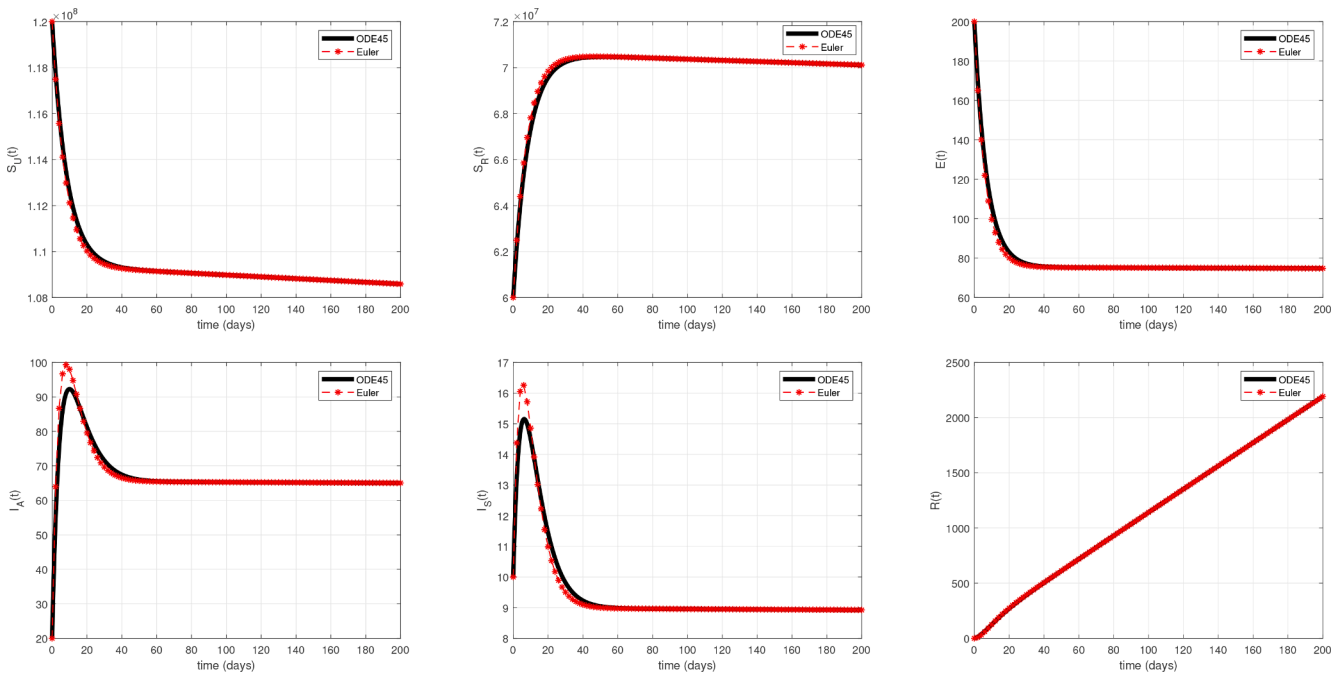 ×10^8
1.2
1.18
1.16
1.14
1.12
1.1
1.08
S_U(t)
0 20 40 60 80 100 120 140 160 180 200
time (days)
ODE45
Euler
×10^7
7.2
7
6.8
6.6
6.4
6.2
6
S_R(t)
0 20 40 60 80 100 120 140 160 180 200
time (days)
ODE45
Euler
200
180
160
140
120
100
80
60
E(t)
0 20 40 60 80 100 120 140 160 180 200
time (days)
ODE45
Euler
100
90
80
70
60
50
40
30
20
I_A(t)
0 20 40 60 80 100 120 140 160 180 200
time (days)
ODE45
Euler
17
16
15
14
13
12
11
10
9
8
I_S(t)
0 20 40 60 80 100 120 140 160 180 200
time (days)
ODE45
Euler
2500
2000
1500
1000
500
0
R(t)
0 20 40 60 80 100 120 140 160 180 200
time (days)
ODE45
Euler